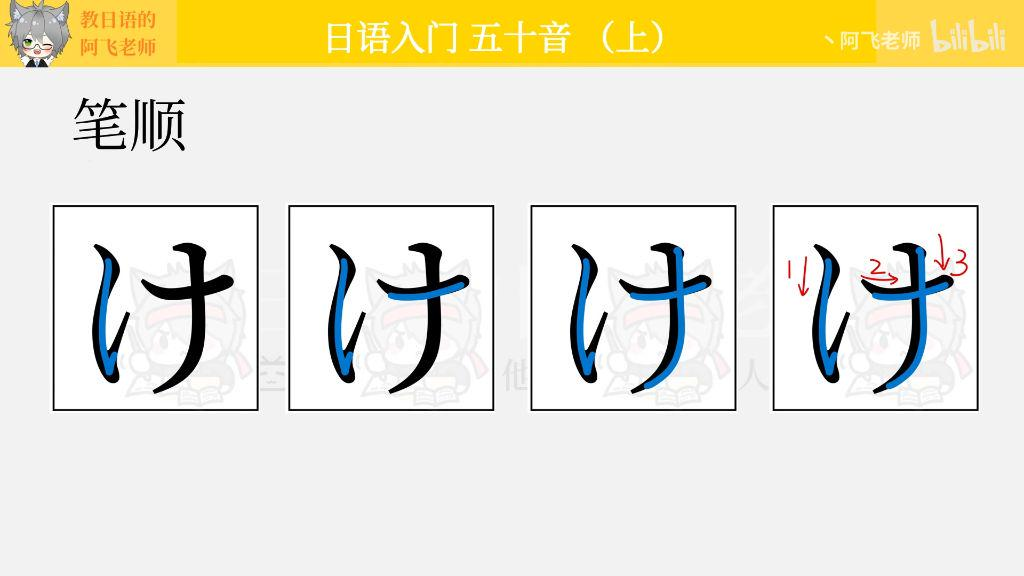 教日语的
阿飞老师
日语入门 五十音 （上）
丶阿飞老师 bilibili
笔顺
け け け け
1 2 3